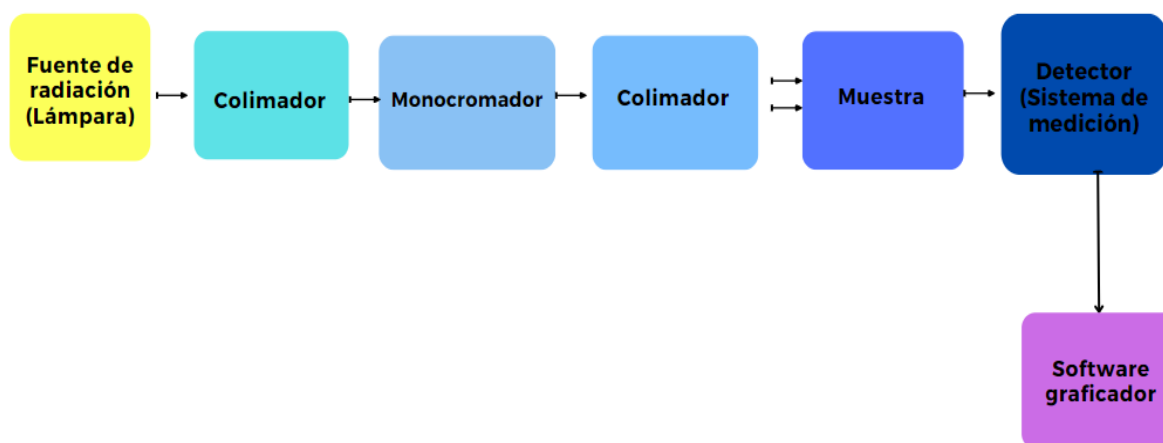 Fuente de
radiación
(Lámpara)
Colimador
Monocromador
Colimador
Muestra
Detector
(Sistema de
medición)
Software
graficador